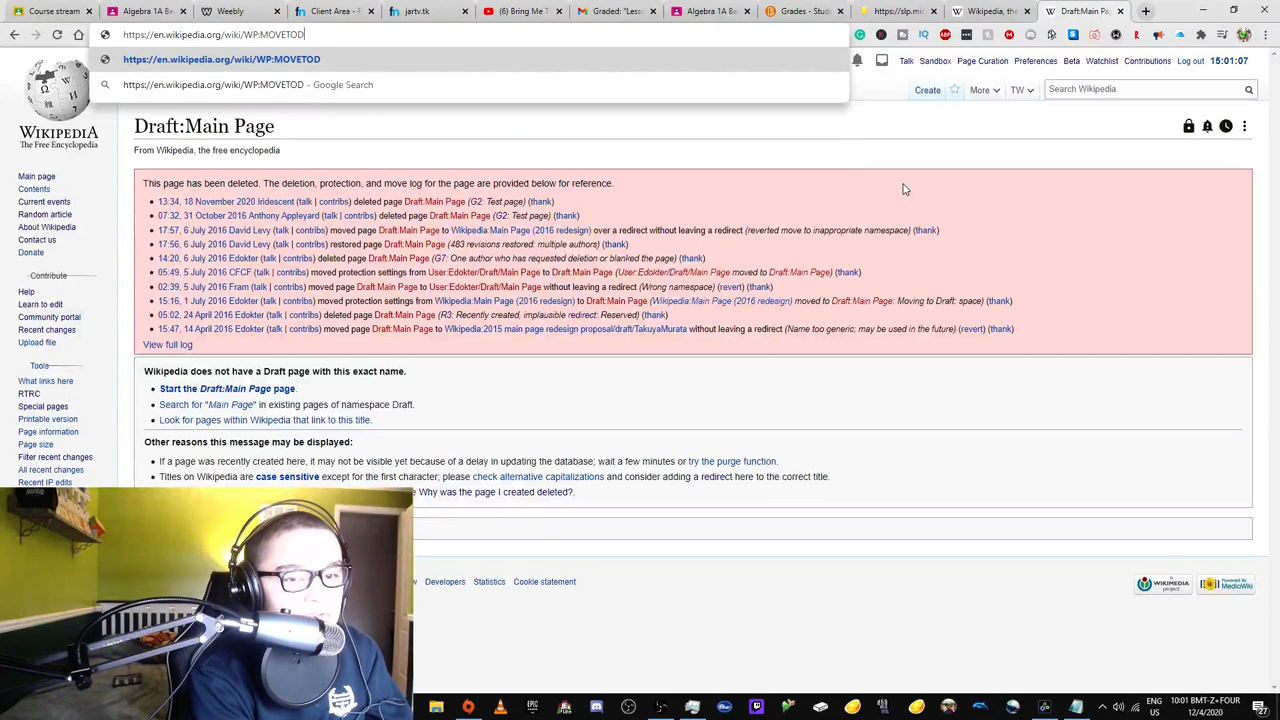 Course stream
Algebra 1A Be
Weebly
Client Area - F
jartv.tk
(6) Bring Me T
Graded: "Less
Algebra 1A Be
Grades - Stude
https://slp.mic
Wikipedia, the
Draft:Main Pa
https://en.wikipedia.org/wiki/WP:MOVETOD
https://en.wikipedia.org/wiki/WP:MOVETOD
https://en.wikipedia.org/wiki/WP:MOVETOD - Google Search
Talk Sandbox Page Curation Preferences Beta Watchlist Contributions Log out 15:01:07
Create More TW Search Wikipedia
WIKIPEDIA
The Free Encyclopedia
Draft:Main Page
From Wikipedia, the free encyclopedia
Main page
Contents
Current events
Random article
About Wikipedia
Contact us
Donate
Contribute
Help
Learn to edit
Community portal
Recent changes
Upload file
Tools
What links here
RTRC
Special pages
Printable version
Page information
Page size
Filter recent changes
All recent changes
Recent IP edits
This page has been deleted. The deletion, protection, and move log for the page are provided below for reference.
• 13:34, 18 November 2020 Iridescent (talk | contribs) deleted page Draft:Main Page (G2: Test page) (thank)
• 07:32, 31 October 2016 Anthony Appleyard (talk | contribs) deleted page Draft:Main Page (G2: Test page) (thank)
• 17:57, 6 July 2016 David Levy (talk | contribs) moved page Draft:Main Page to Wikipedia:Main Page (2016 redesign) over a redirect without leaving a redirect (reverted move to inappropriate namespace) (thank)
• 17:56, 6 July 2016 David Levy (talk | contribs) restored page Draft:Main Page (483 revisions restored: multiple authors) (thank)
• 14:20, 6 July 2016 Edokter (talk | contribs) deleted page Draft:Main Page (G7: One author who has requested deletion or blanked the page) (thank)
• 05:49, 5 July 2016 CFCF (talk | contribs) moved protection settings from User:Edokter/Draft/Main Page to Draft:Main Page (User:Edokter/Draft/Main Page moved to Draft:Main Page) (thank)
• 02:39, 5 July 2016 Fram (talk | contribs) moved page Draft:Main Page to User:Edokter/Draft/Main Page without leaving a redirect (Wrong namespace) (revert) (thank)
• 15:16, 1 July 2016 Edokter (talk | contribs) moved protection settings from Wikipedia:Main Page (2016 redesign) to Draft:Main Page (Wikipedia:Main Page (2016 redesign) moved to Draft:Main Page: Moving to Draft: space) (thank)
• 05:02, 24 April 2016 Edokter (talk | contribs) deleted page Draft:Main Page (R3: Recently created, implausible redirect: Reserved) (thank)
• 15:47, 14 April 2016 Edokter (talk | contribs) moved page Draft:Main Page to Wikipedia:2015 main page redesign proposal/draft/TakuyaMurata without leaving a redirect (Name too generic; may be used in the future) (revert) (thank)
View full log
Wikipedia does not have a Draft page with this exact name.
• Start the Draft:Main Page page.
• Search for "Main Page" in existing pages of namespace Draft.
• Look for pages within Wikipedia that link to this title.
Other reasons this message may be displayed:
• If a page was recently created here, it may not be visible yet because of a delay in updating the database; wait a few minutes or try the purge function.
• Titles on Wikipedia are case sensitive except for the first character; please check alternative capitalizations and consider adding a redirect here to the correct title.
Why was the page I created deleted?.
Developers Statistics Cookie statement
WIKIMEDIA
project
Powered By
MediaWiki
ENG
US
10:01 BMT-Z+FOUR
12/4/2020